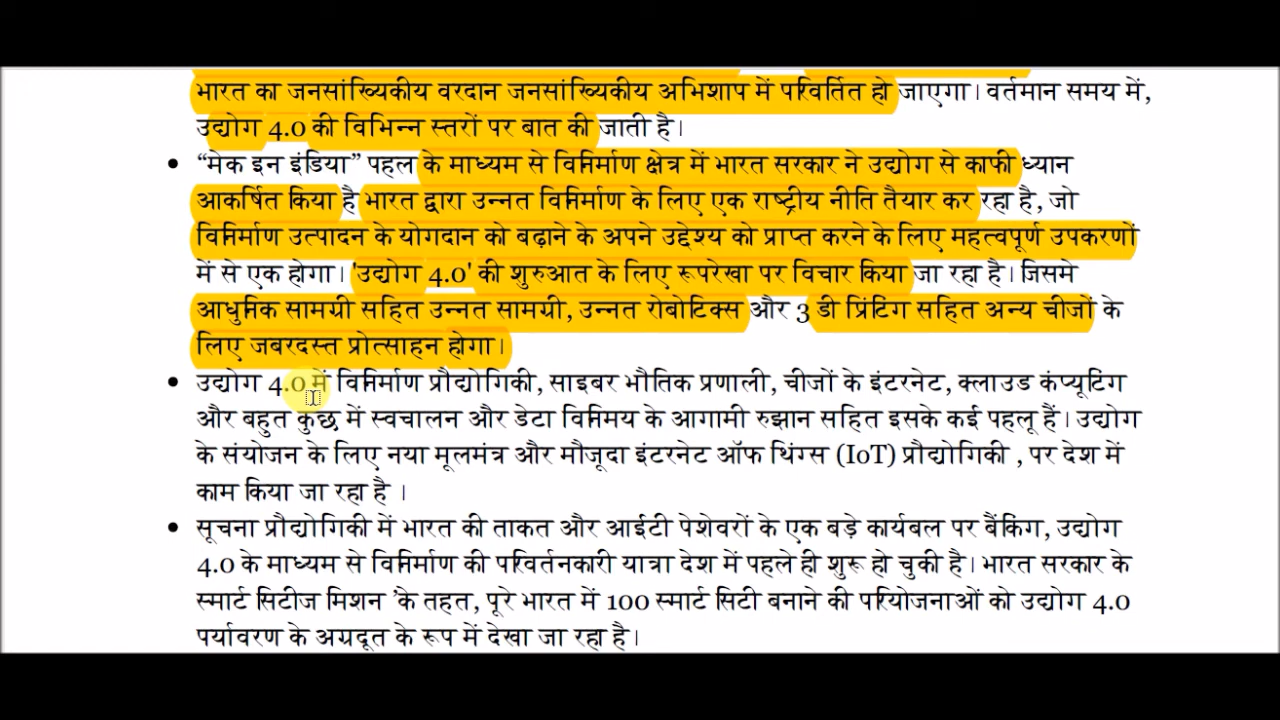 भारत का जनसांख्यिकीय वरदान जनसांख्यिकीय अभिशाप में परिवर्तित हो जाएगा। वर्तमान समय में,
उद्योग 4.0 की विभिन्न स्तरों पर बात की जाती है।
• “मेक इन इंडिया” पहल के माध्यम से विनिर्माण क्षेत्र में भारत सरकार ने उद्योग से काफी ध्यान
आकर्षित किया है भारत द्वारा उन्नत विनिर्माण के लिए एक राष्ट्रीय नीति तैयार कर रहा है, जो
विनिर्माण उत्पादन के योगदान को बढ़ाने के अपने उद्देश्य को प्राप्त करने के लिए महत्वपूर्ण उपकरणों
में से एक होगा। 'उद्योग 4.0' की शुरुआत के लिए रूपरेखा पर विचार किया जा रहा है। जिसमे
आधुनिक सामग्री सहित उन्नत सामग्री, उन्नत रोबोटिक्स और 3 डी प्रिंटिंग सहित अन्य चीजों के
लिए जबरदस्त प्रोत्साहन होगा।
• उद्योग 4.0 में विनिर्माण प्रौद्योगिकी, साइबर भौतिक प्रणाली, चीजों के इंटरनेट, क्लाउड कंप्यूटिंग
और बहुत कुछ में स्वचालन और डेटा विनिमय के आगामी रुझान सहित इसके कई पहलू हैं। उद्योग
के संयोजन के लिए नया मूलमंत्र और मौजूदा इंटरनेट ऑफ थिंग्स (IoT) प्रौद्योगिकी , पर देश में
काम किया जा रहा है ।
• सूचना प्रौद्योगिकी में भारत की ताकत और आईटी पेशेवरों के एक बड़े कार्यबल पर बैंकिंग, उद्योग
4.0 के माध्यम से विनिर्माण की परिवर्तनकारी यात्रा देश में पहले ही शुरू हो चुकी है। भारत सरकार के
स्मार्ट सिटीज मिशन ’के तहत, पूरे भारत में 100 स्मार्ट सिटी बनाने की परियोजनाओं को उद्योग 4.0
पर्यावरण के अग्रदूत के रूप में देखा जा रहा है।